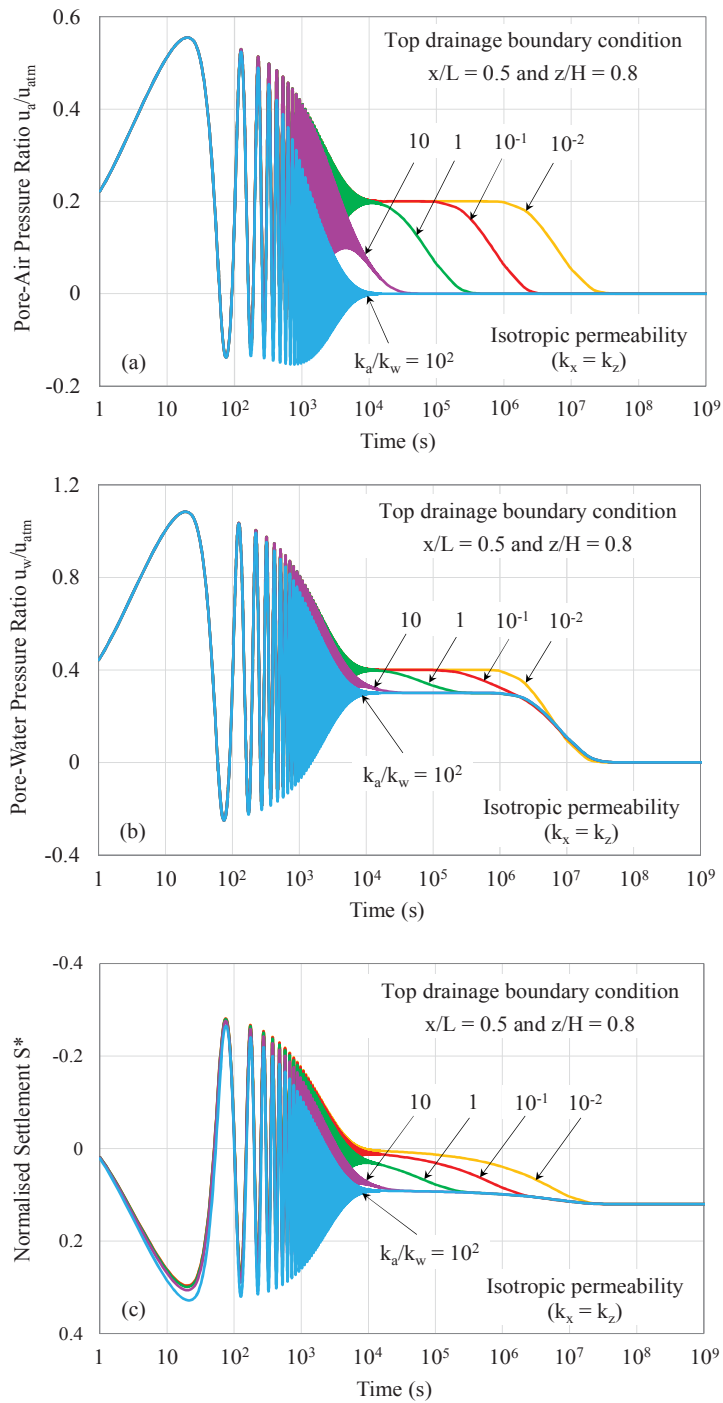 0.6
0.4
0.2
0
-0.2
Pore-Air Pressure Ratio uₐ/uₐₜₘ
Top drainage boundary condition
x/L = 0.5 and z/H = 0.8
10 1 10⁻¹ 10⁻²
kₐ/k_w = 10²
Isotropic permeability
(kₓ = k_z)
(a)
1 10 10² 10³ 10⁴ 10⁵ 10⁶ 10⁷ 10⁸ 10⁹
Time (s)
1.2
0.8
0.4
0
-0.4
Pore-Water Pressure Ratio u_w/uₐₜₘ
Top drainage boundary condition
x/L = 0.5 and z/H = 0.8
10 1 10⁻¹ 10⁻²
kₐ/k_w = 10²
Isotropic permeability
(kₓ = k_z)
(b)
1 10 10² 10³ 10⁴ 10⁵ 10⁶ 10⁷ 10⁸ 10⁹
Time (s)
-0.4
-0.2
0
0.2
0.4
Normalised Settlement S*
Top drainage boundary condition
x/L = 0.5 and z/H = 0.8
10 1 10⁻¹ 10⁻²
kₐ/k_w = 10²
Isotropic permeability
(kₓ = k_z)
(c)
1 10 10² 10³ 10⁴ 10⁵ 10⁶ 10⁷ 10⁸ 10⁹
Time (s)